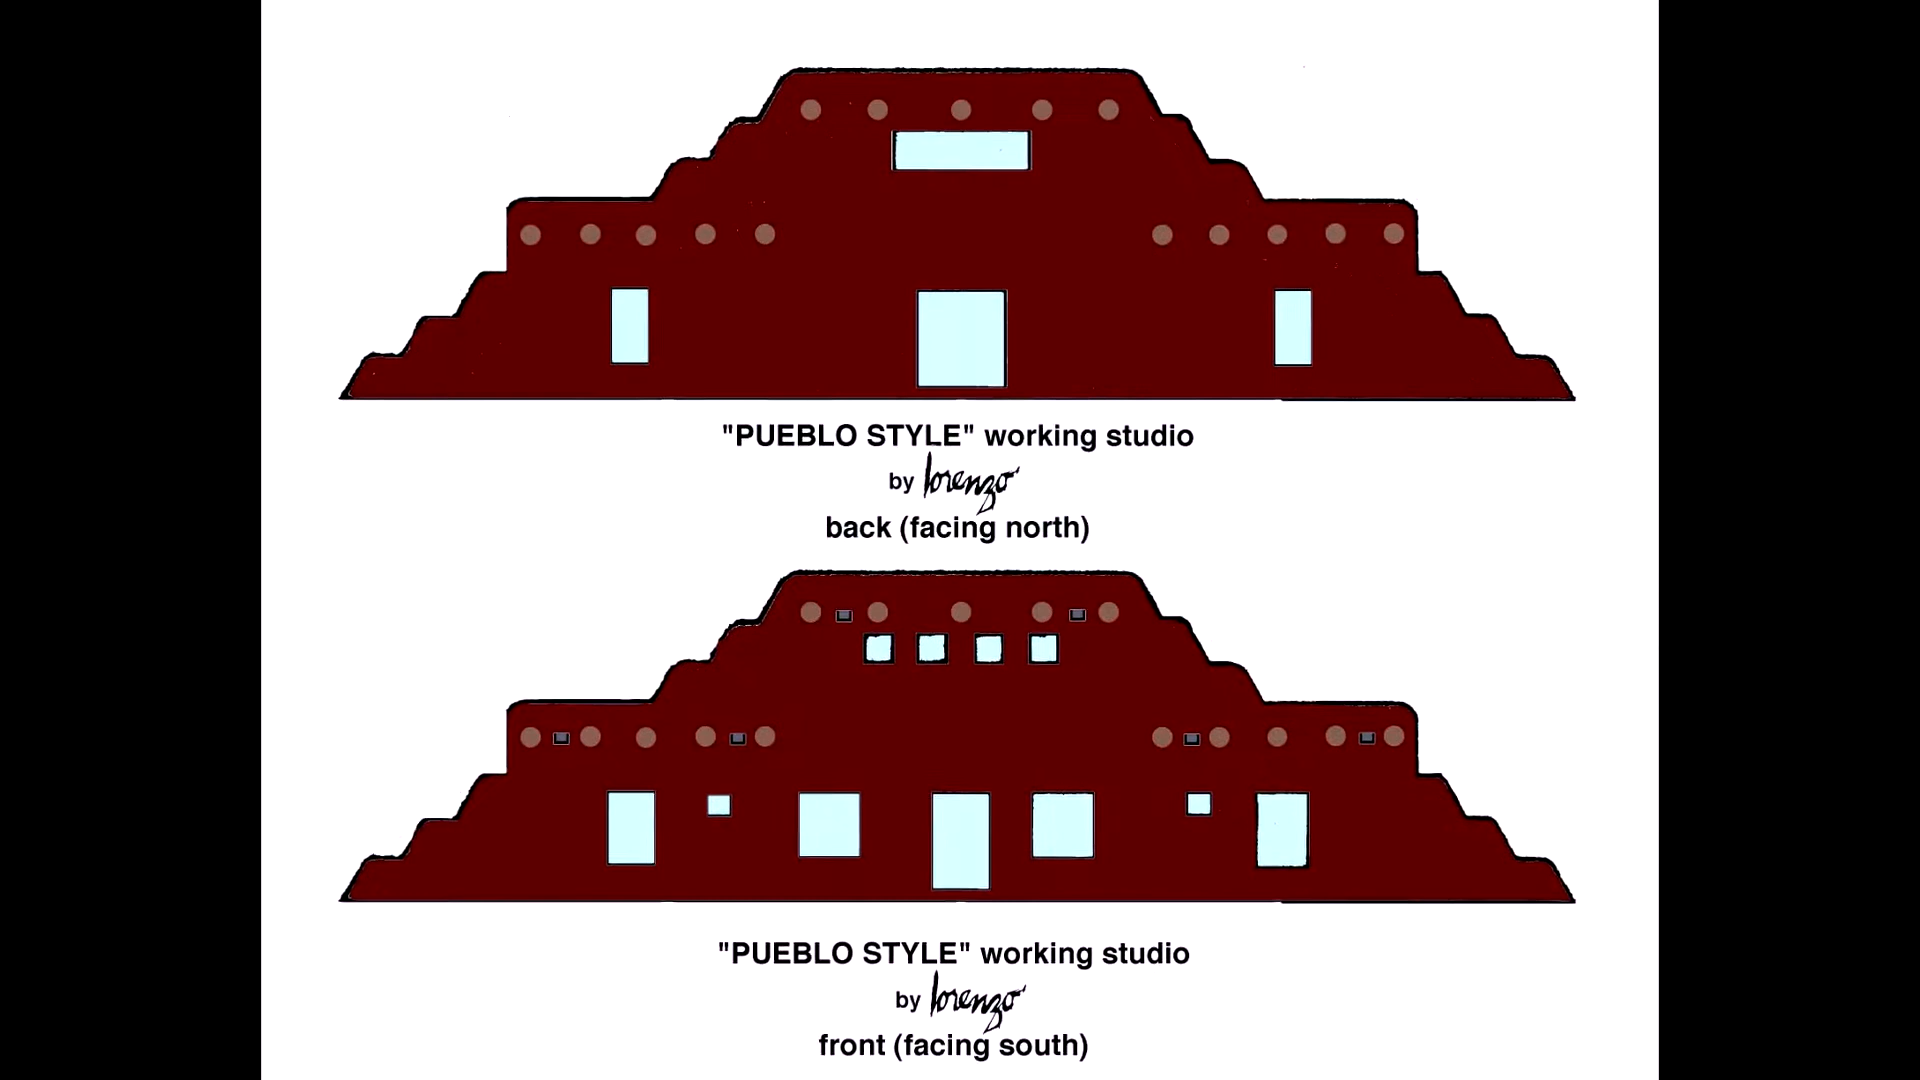 "PUEBLO STYLE" working studio
by lorenzo
back (facing north)
"PUEBLO STYLE" working studio
by lorenzo
front (facing south)